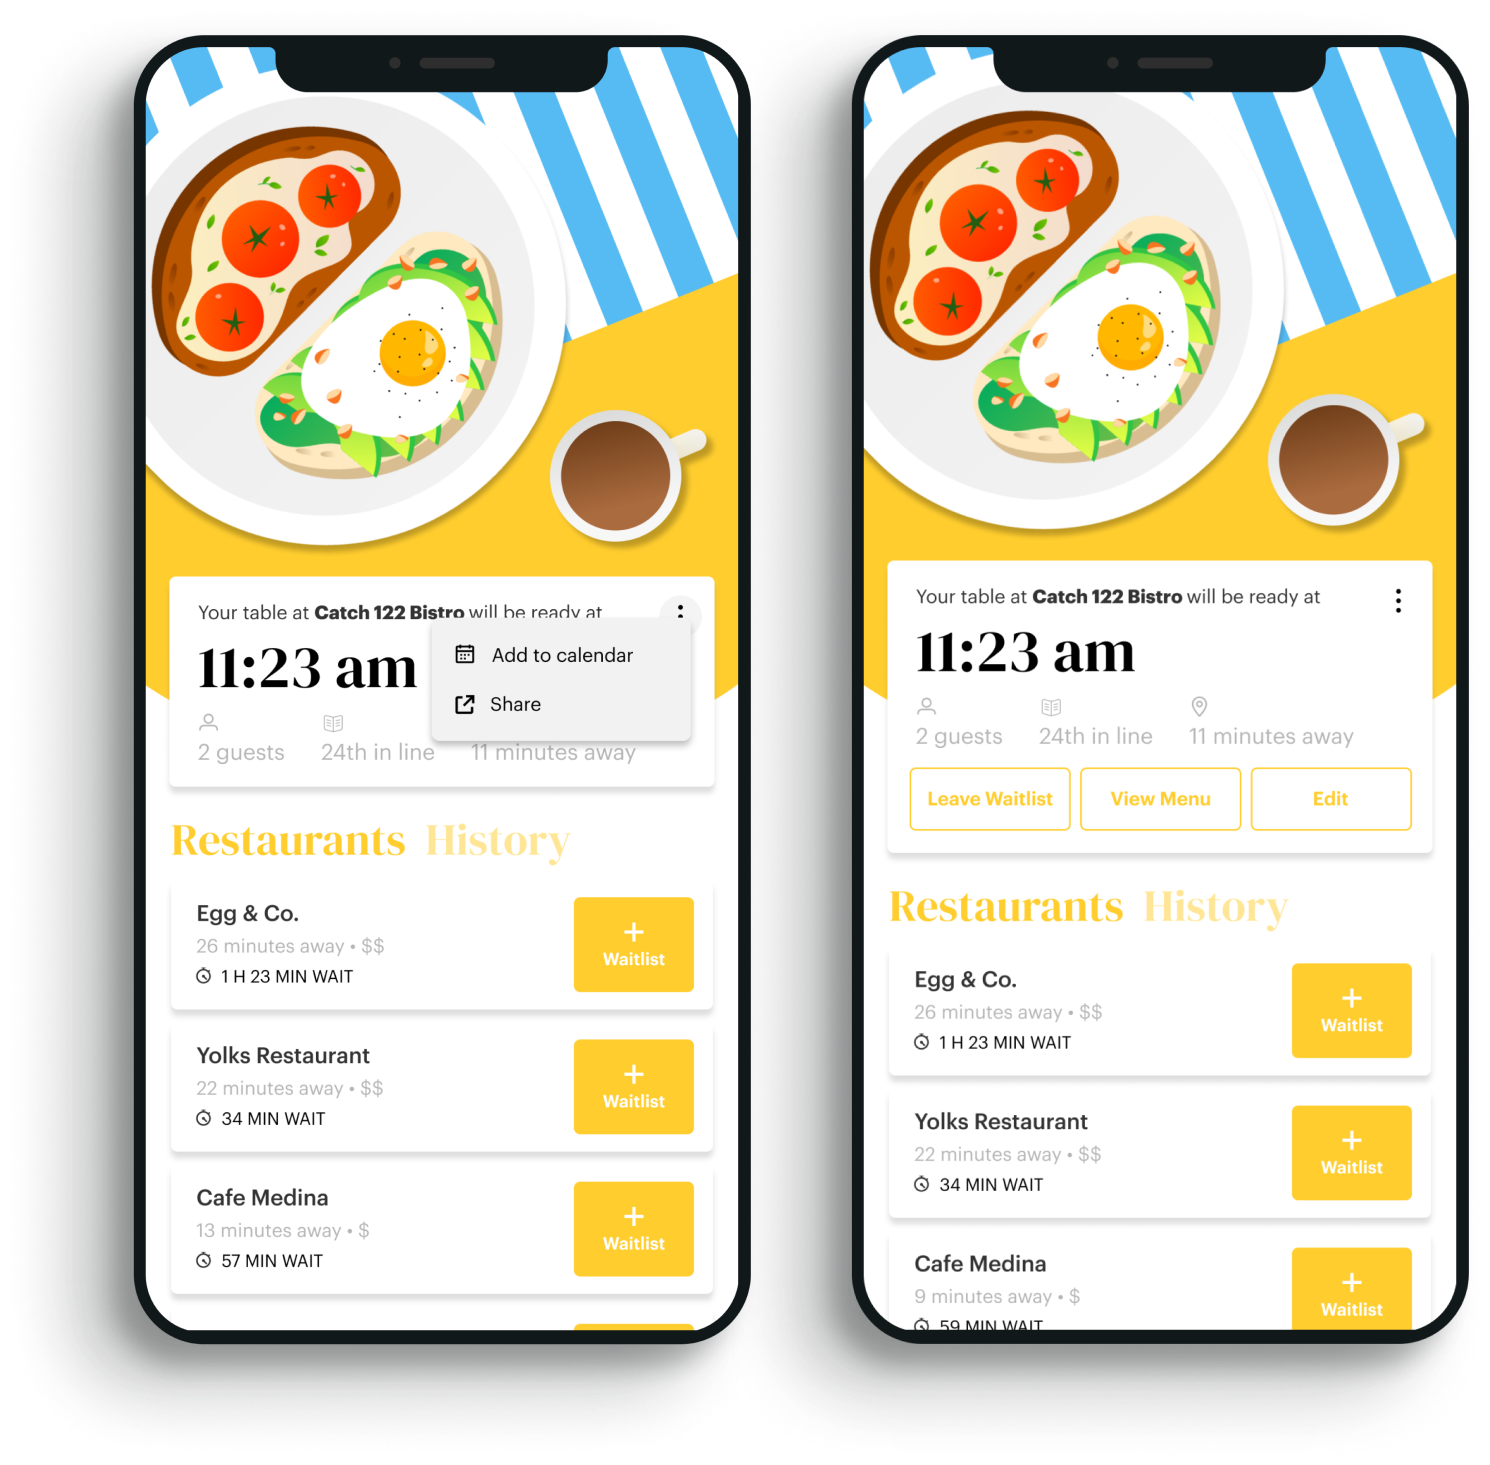 Your table at Catch 122 Bistro will be ready at
11:23 am
Add to calendar
Share
2 guests
24th in line
11 minutes away
Restaurants History
Egg & Co.
26 minutes away • $$
1 H 23 MIN WAIT
+
Waitlist
Yolks Restaurant
22 minutes away • $$
34 MIN WAIT
+
Waitlist
Cafe Medina
13 minutes away • $
57 MIN WAIT
+
Waitlist
Your table at Catch 122 Bistro will be ready at
11:23 am
2 guests
24th in line
11 minutes away
Leave Waitlist
View Menu
Edit
Restaurants History
Egg & Co.
26 minutes away • $$
1 H 23 MIN WAIT
+
Waitlist
Yolks Restaurant
22 minutes away • $$
34 MIN WAIT
+
Waitlist
Cafe Medina
9 minutes away • $
59 MIN WAIT
+
Waitlist